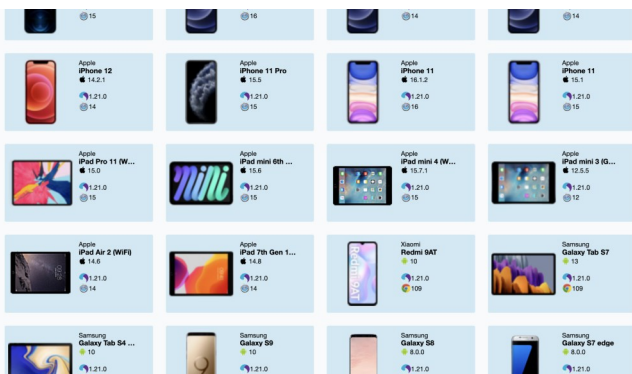 15
16
14
14
Apple
iPhone 12
14.2.1
1.21.0
14
Apple
iPhone 11 Pro
15.5
1.21.0
15
Apple
iPhone 11
16.1.2
1.21.0
16
Apple
iPhone 11
15.1
1.21.0
15
Apple
iPad Pro 11 (W...
15.0
1.21.0
15
mini
Apple
iPad mini 6th ...
15.6
1.21.0
15
Apple
iPad mini 4 (W...
15.7.1
1.21.0
15
Apple
iPad mini 3 (G...
12.5.5
1.21.0
12
Apple
iPad Air 2 (WiFi)
14.6
1.21.0
14
Apple
iPad 7th Gen 1...
14.8
1.21.0
14
Redmi 9AT
Xiaomi
Redmi 9AT
10
1.21.0
109
Samsung
Galaxy Tab S7
13
1.21.0
109
Samsung
Galaxy Tab S4 ...
10
1.21.0
9
Samsung
Galaxy S9
10
1.21.0
Samsung
Galaxy S8
8.0.0
1.21.0
Samsung
Galaxy S7 edge
8.0.0
1.21.0